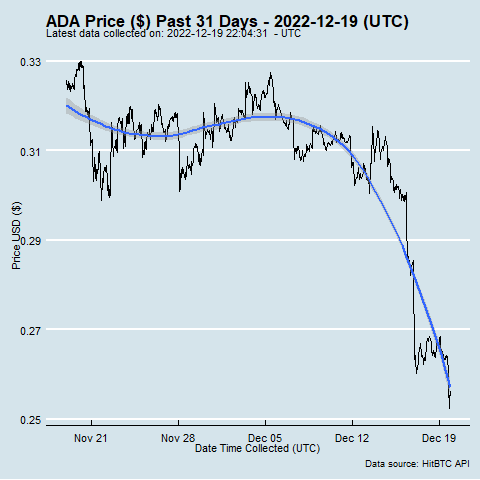 ADA Price ($) Past 31 Days - 2022-12-19 (UTC)
Latest data collected on: 2022-12-19 22:04:31 - UTC
0.33
0.31
0.29
0.27
0.25
Price USD ($)
Nov 21
Nov 28
Dec 05
Dec 12
Dec 19
Date Time Collected (UTC)
Data source: HitBTC API